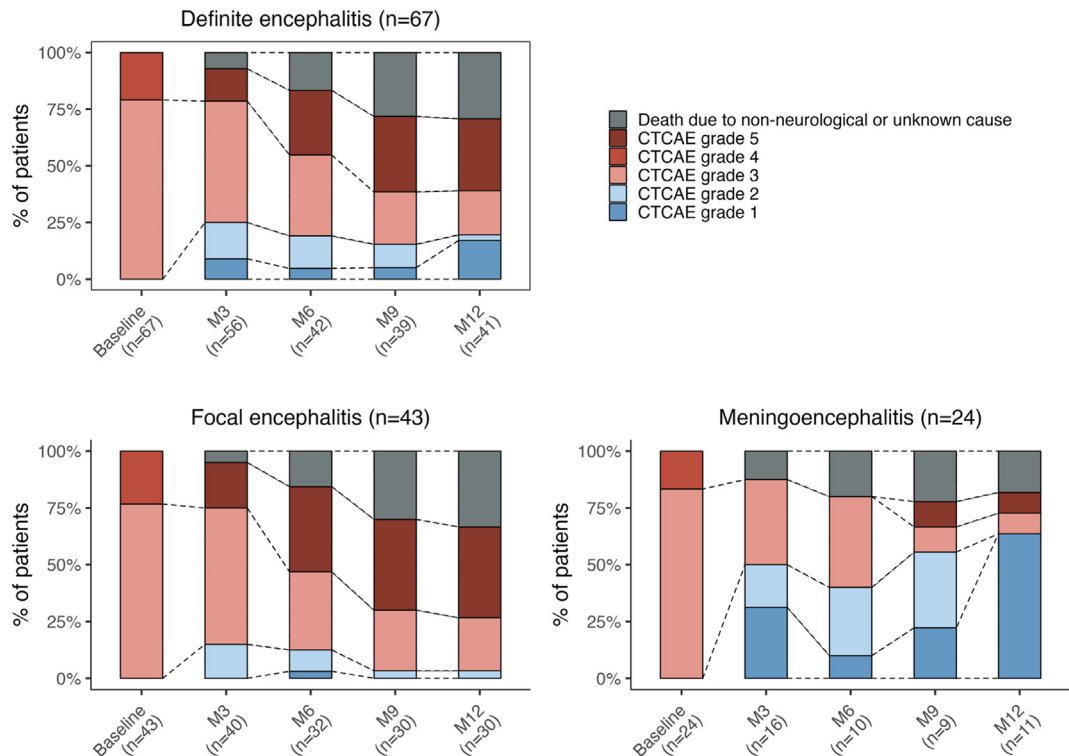 Definite encephalitis (n=67)
100%
75%
50%
25%
0%
% of patients
Baseline
(n=67)
M3
(n=56)
M6
(n=42)
M9
(n=39)
M12
(n=41)
Death due to non-neurological or unknown cause
CTCAE grade 5
CTCAE grade 4
CTCAE grade 3
CTCAE grade 2
CTCAE grade 1
Focal encephalitis (n=43)
100%
75%
50%
25%
0%
% of patients
Baseline
(n=43)
M3
(n=40)
M6
(n=32)
M9
(n=30)
M12
(n=30)
Meningoencephalitis (n=24)
100%
75%
50%
25%
0%
% of patients
Baseline
(n=24)
M3
(n=16)
M6
(n=10)
M9
(n=9)
M12
(n=11)